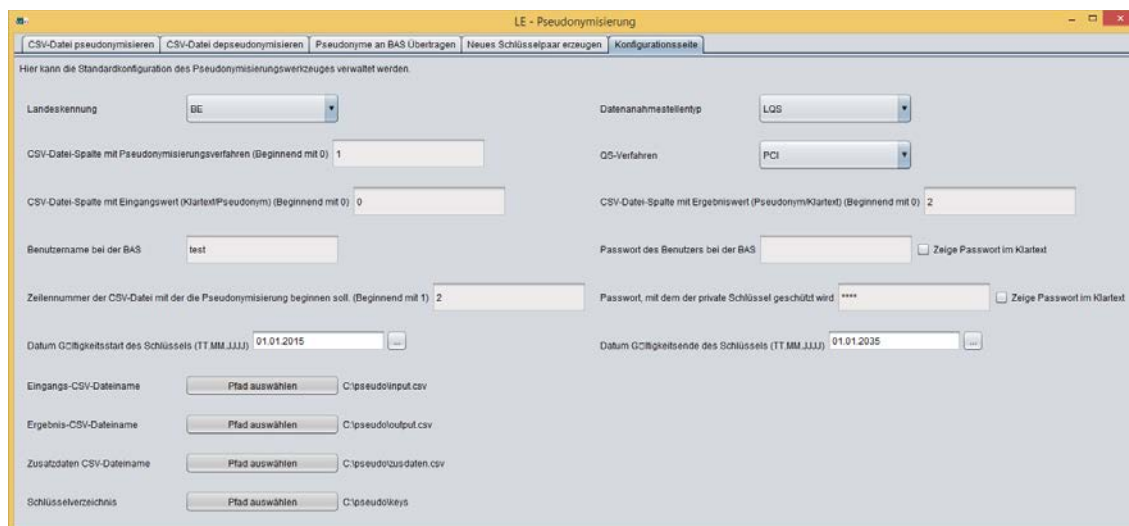 LE - Pseudonymisierung
CSV-Datei pseudonymisieren CSV-Datei depseudonymisieren Pseudonyme an BAS Übertragen Neues Schlüsselpaar erzeugen Konfigurationsseite
Hier kann die Standardkonfiguration des Pseudonymisierungswerkzeuges verwaltet werden.
Landeskennung BE Datenanahmestellentyp LQS
CSV-Datei-Spalte mit Pseudonymisierungsverfahren (Beginnend mit 0) 1 QS-Verfahren PCI
CSV-Datei-Spalte mit Eingangswert (Klartext/Pseudonym) (Beginnend mit 0) 0 CSV-Datei-Spalte mit Ergebniswert (Pseudonym/Klartext) (Beginnend mit 0) 2
Benutzername bei der BAS test Passwort des Benutzers bei der BAS Zeige Passwort im Klartext
Zeilennummer der CSV-Datei mit der die Pseudonymisierung beginnen soll. (Beginnend mit 1) 2 Passwort, mit dem der private Schlüssel geschützt wird **** Zeige Passwort im Klartext
Datum G□ltigkeitsstart des Schlüssels (TT.MM.JJJJ) 01.01.2015 ... Datum G□ltigkeitsende des Schlüssels (TT.MM.JJJJ) 01.01.2035 ...
Eingangs-CSV-Dateiname Pfad auswählen C:\pseudo\input.csv
Ergebnis-CSV-Dateiname Pfad auswählen C:\pseudo\output.csv
Zusatzdaten CSV-Dateiname Pfad auswählen C:\pseudo\zusdaten.csv
Schlüsselverzeichnis Pfad auswählen C:\pseudo\keys